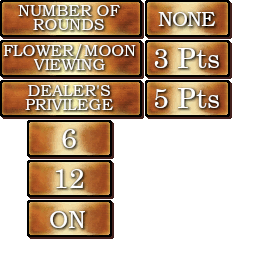 NUMBER OF
ROUNDS
NONE
FLOWER/MOON
VIEWING
3 Pts
DEALER'S
PRIVILEGE
5 Pts
6
12
ON